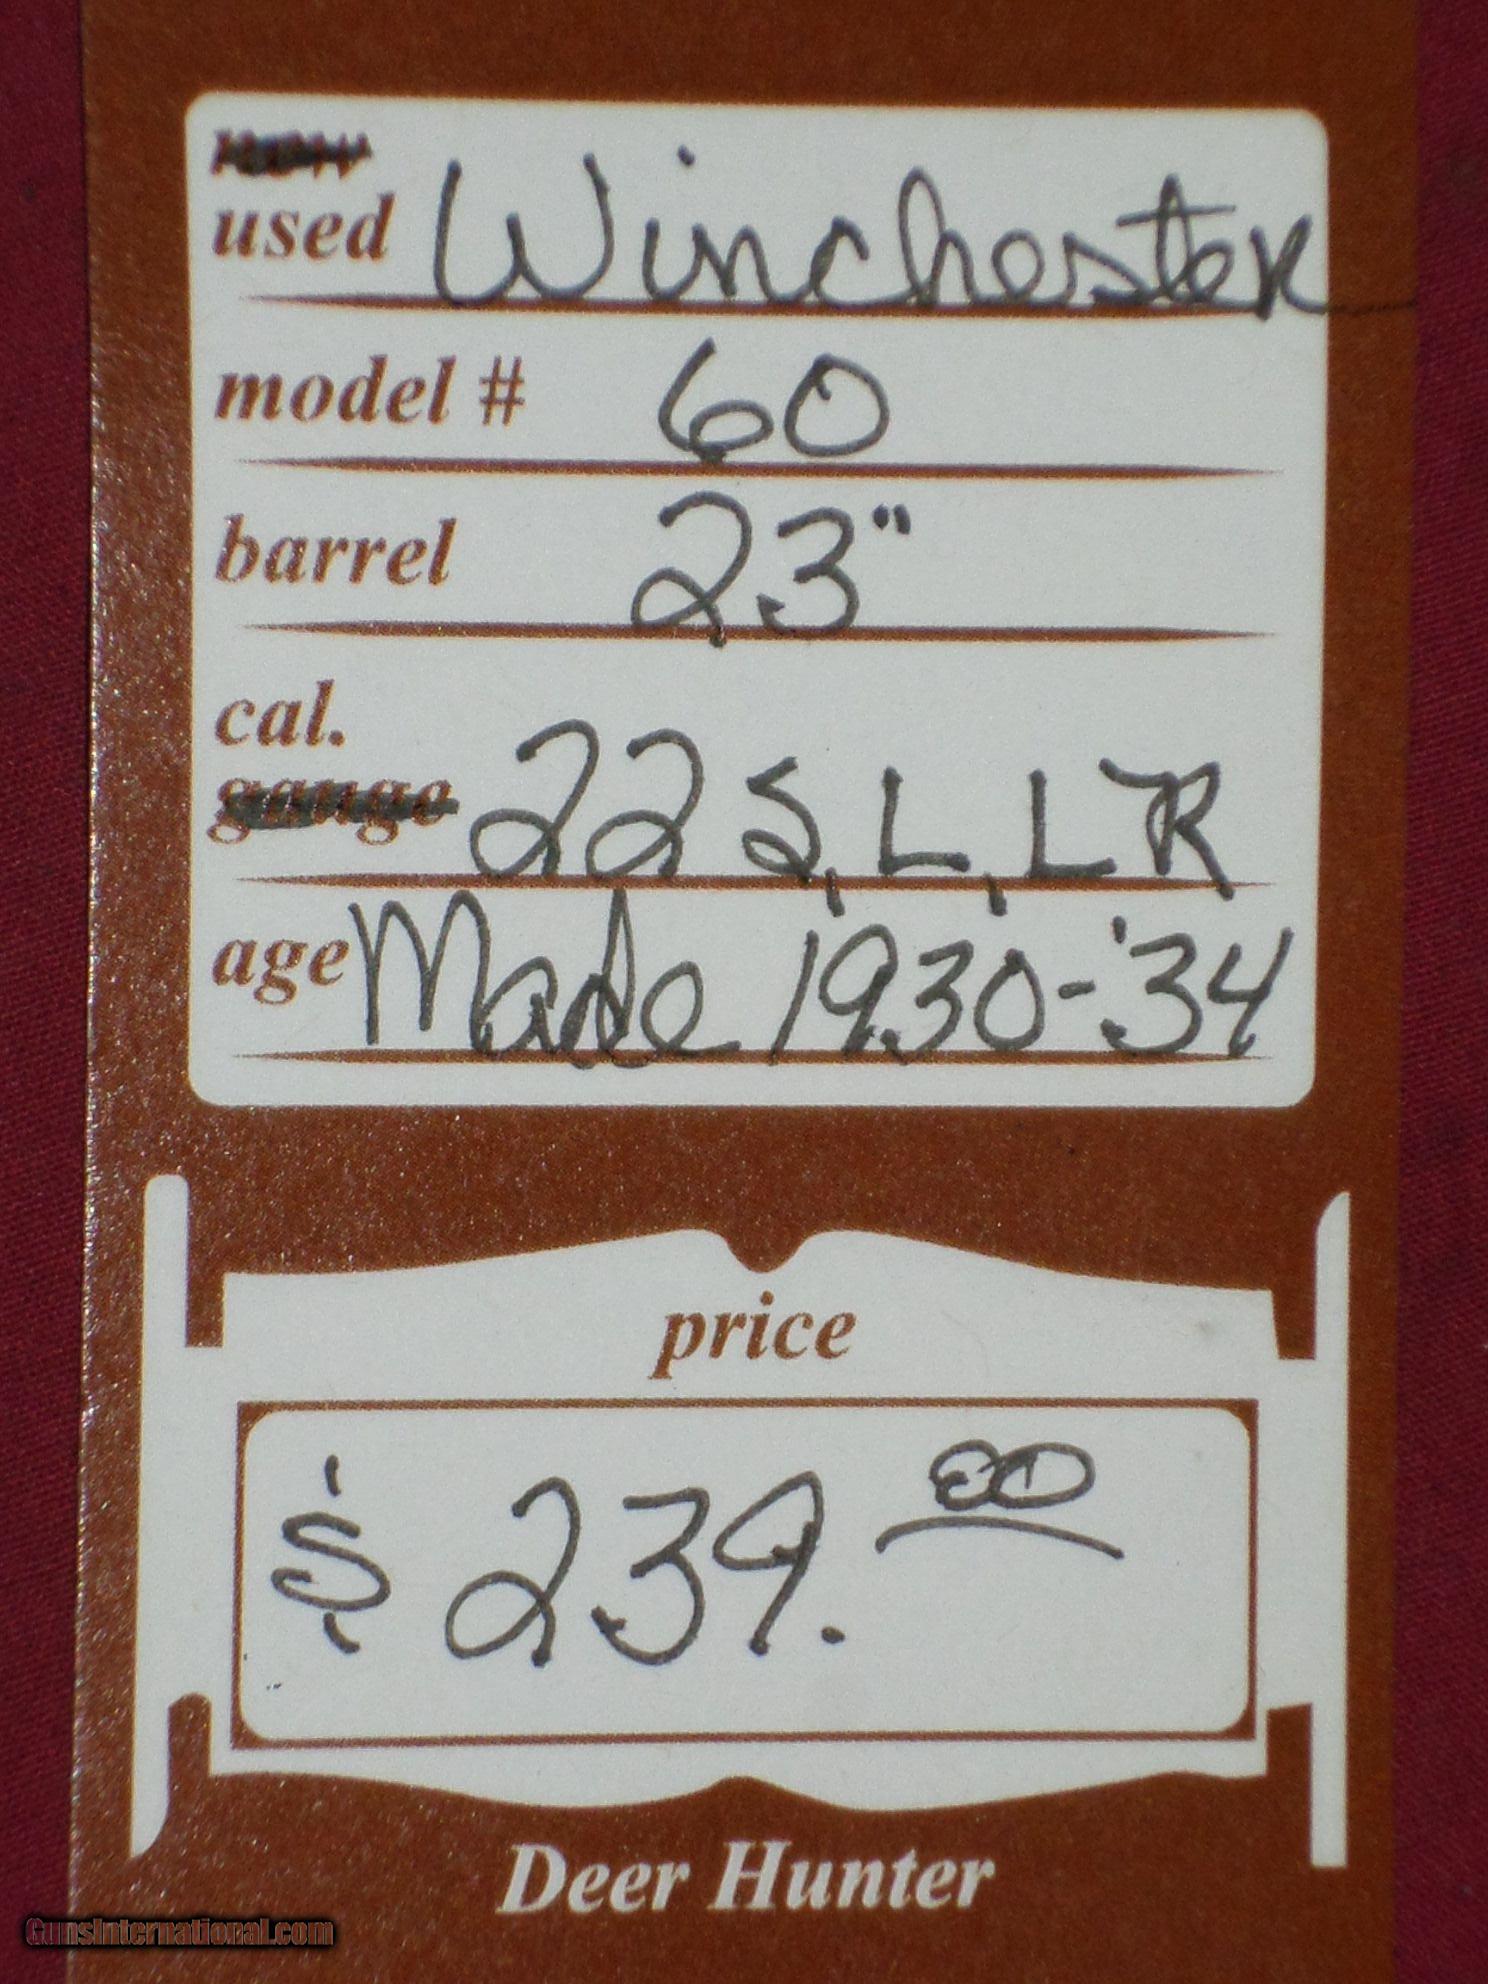 new
used Winchester
model # 60
barrel 23"
cal.
gauge 22 S, L, LR
age Made 1930-'34
price
$ 239.00
Deer Hunter
GunsInternational.com